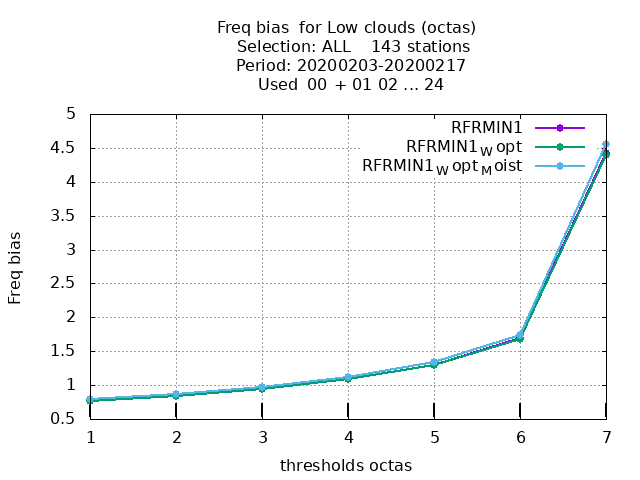 Freq bias  for Low clouds (octas)
Selection: ALL    143 stations
Period: 20200203-20200217
Used  00 + 01 02 ... 24
5
4.5
4
3.5
3
2.5
2
1.5
1
0.5
Freq bias
RFRMIN1
RFRMIN1_W opt
RFRMIN1_W opt_M oist
1 2 3 4 5 6 7
thresholds octas